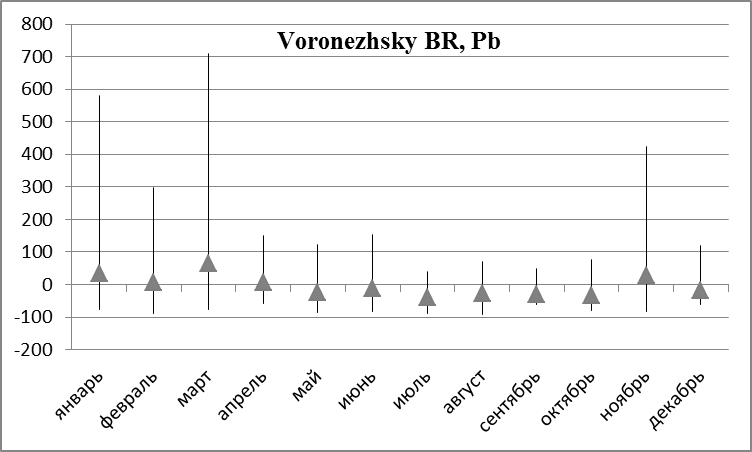 Voronezhsky BR, Pb
800
700
600
500
400
300
200
100
0
-100
-200
январь
февраль
март
апрель
май
июнь
июль
август
сентябрь
октябрь
ноябрь
декабрь